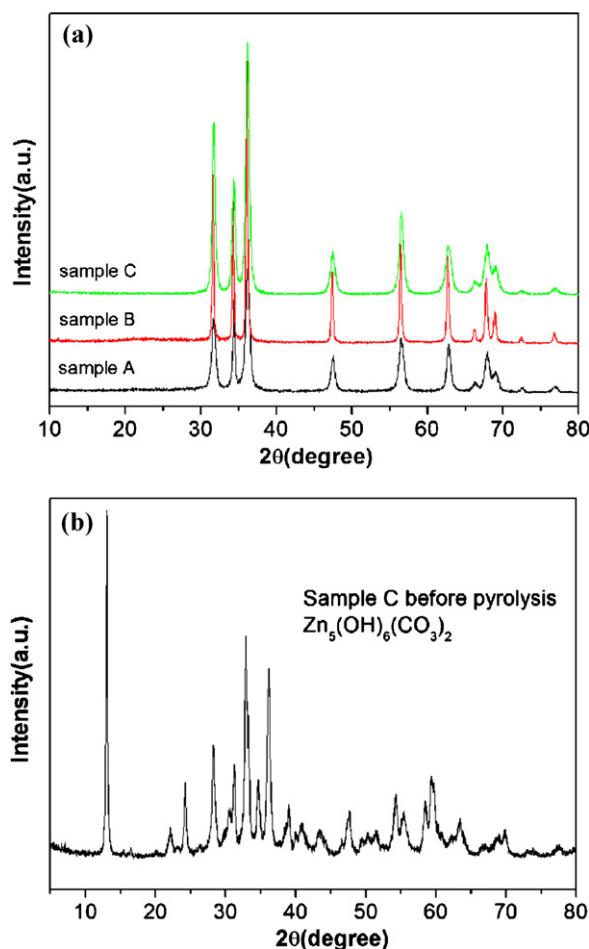 (a)
Intensity(a.u.)
sample C
sample B
sample A
10 20 30 40 50 60 70 80
2θ(degree)
(b)
Sample C before pyrolysis
Zn₅(OH)₆(CO₃)₂
Intensity(a.u.)
10 20 30 40 50 60 70 80
2θ(degree)